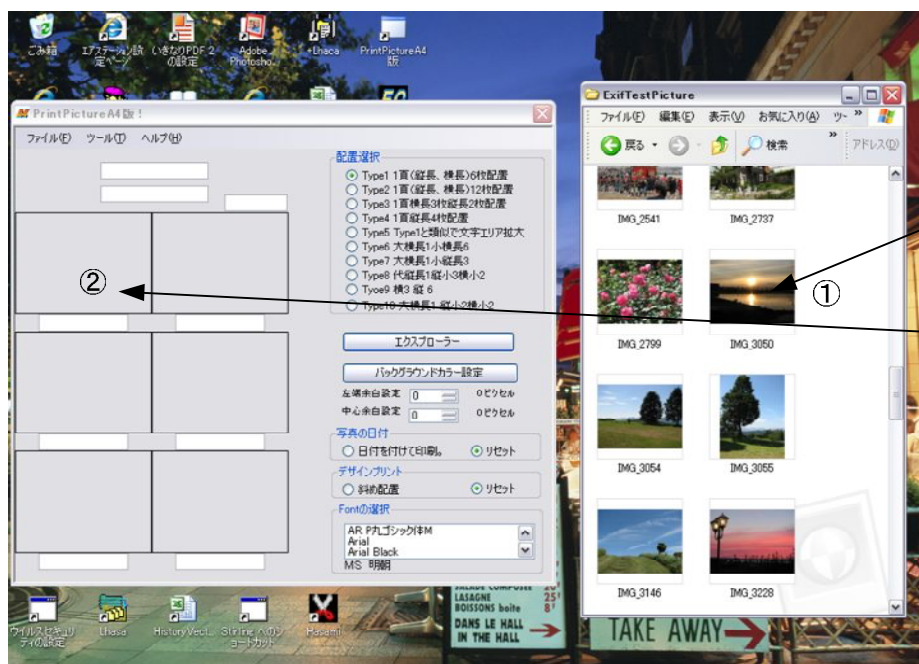 ごみ箱
エアステーション設定ページ
いきなりPDF 2の設定
Adobe Photosho...
+Lhaca
PrintPictureA4版
PrintPictureA4版!
ファイル(F) ツール(T) ヘルプ(H)
配置選択
Type1 1頁(縦長、横長)6枚配置
Type2 1頁(縦長、横長)12枚配置
Type3 1頁横長3枚縦長2枚配置
Type4 1頁縦長4枚配置
Type5 Type1と類似で文字エリア拡大
Type6 大横長1小横長6
Type7 大横長1小縦長3
Type8 代縦長1縦小3横小2
Tyoe9 横3 縦 6
Type10 大横長1 縦小2横小2
②
エクスプローラー
バックグラウンドカラー設定
左端余白設定 0 0ピクセル
中心余白設定 0 0ピクセル
写真の日付
日付を付けて印刷。 リセット
デザインプリント
斜め配置 リセット
Fontの選択
AR P丸ゴシック体M
Arial
Arial Black
MS 明朝
ExifTestPicture
ファイル(F) 編集(E) 表示(V) お気に入り(A) ツ- »
戻る 検索 » アドレス(D)
IMG_2541 IMG_2737
①
IMG_2799 IMG_3050
IMG_3054 IMG_3055
IMG_3146 IMG_3228
ウイルスセキュリティの設定
Lhasa
HistoryVect...
Stirling へのショートカット
Hasami
LASAGNE 25'
BOISSONS boite 8'
DANS LE HALL
IN THE HALL
TAKE AWAY